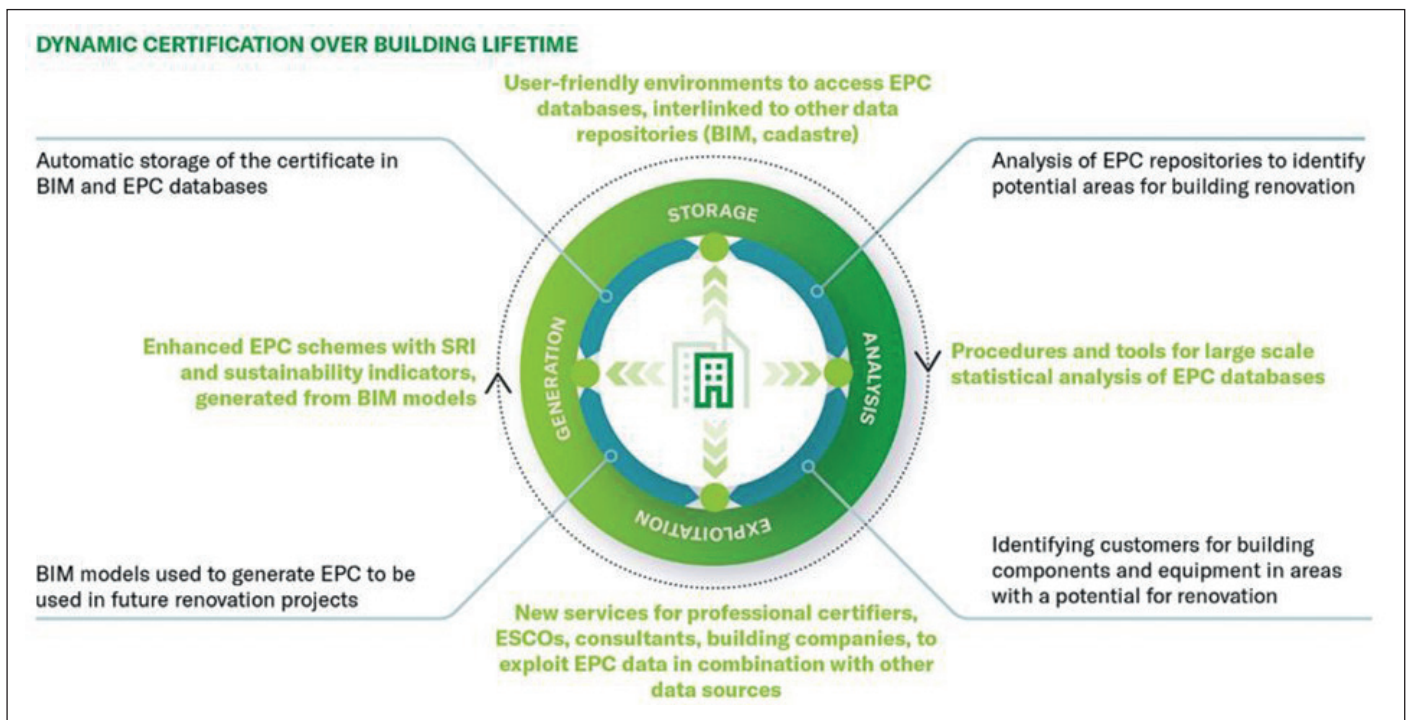 DYNAMIC CERTIFICATION OVER BUILDING LIFETIME
User-friendly environments to access EPC
databases, interlinked to other data
repositories (BIM, cadastre)
Automatic storage of the certificate in
BIM and EPC databases
Analysis of EPC repositories to identify
potential areas for building renovation
STORAGE
GENERATION
ANALYSIS
EXPLOITATION
Enhanced EPC schemes with SRI
and sustainability indicators,
generated from BIM models
Procedures and tools for large scale
statistical analysis of EPC databases
BIM models used to generate EPC to be
used in future renovation projects
Identifying customers for building
components and equipment in areas
with a potential for renovation
New services for professional certifiers,
ESCOs, consultants, building companies, to
exploit EPC data in combination with other
data sources